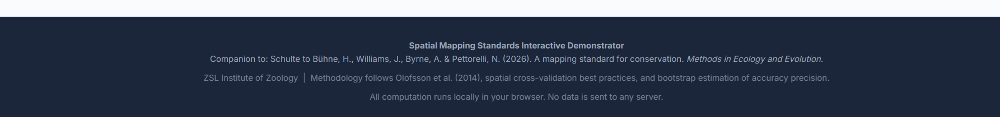 Spatial Mapping Standards Interactive Demonstrator
Companion to: Schulte to Bühne, H., Williams, J., Byrne, A. & Pettorelli, N. (2026). A mapping standard for conservation. Methods in Ecology and Evolution.
ZSL Institute of Zoology | Methodology follows Olofsson et al. (2014), spatial cross-validation best practices, and bootstrap estimation of accuracy precision.
All computation runs locally in your browser. No data is sent to any server.